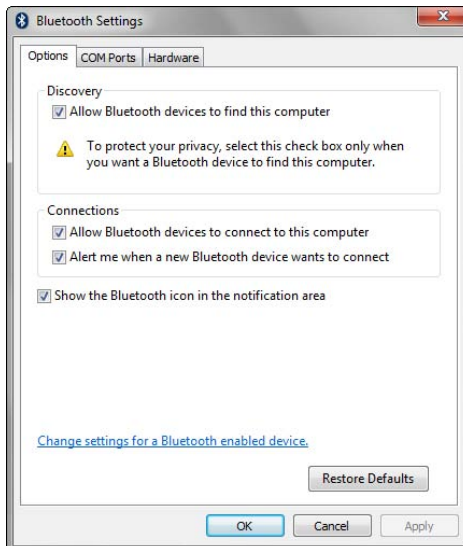 Bluetooth Settings
Options
COM Ports
Hardware
Discovery
Allow Bluetooth devices to find this computer
To protect your privacy, select this check box only when
you want a Bluetooth device to find this computer.
Connections
Allow Bluetooth devices to connect to this computer
Alert me when a new Bluetooth device wants to connect
Show the Bluetooth icon in the notification area
Change settings for a Bluetooth enabled device.
Restore Defaults
OK
Cancel
Apply